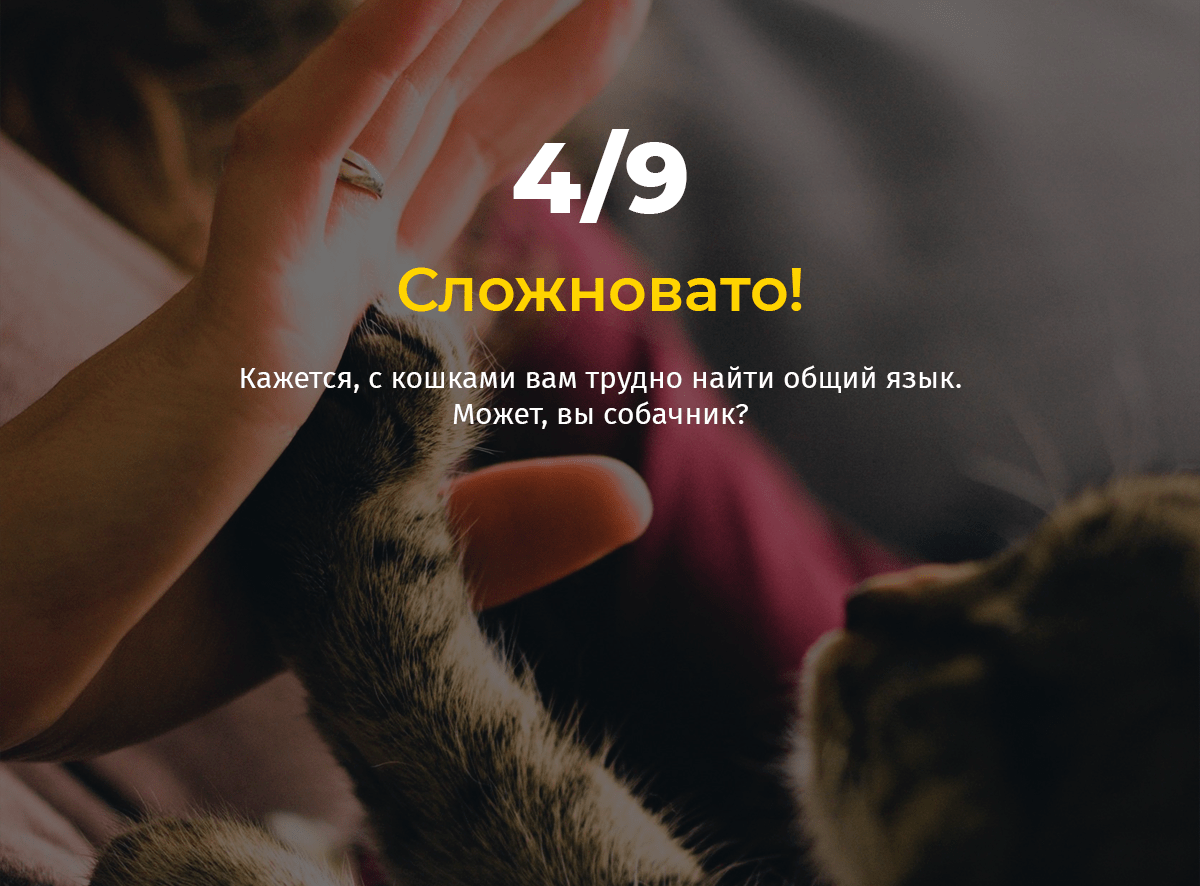 4/9
Сложновато!
Кажется, с кошками вам трудно найти общий язык.
Может, вы собачник?